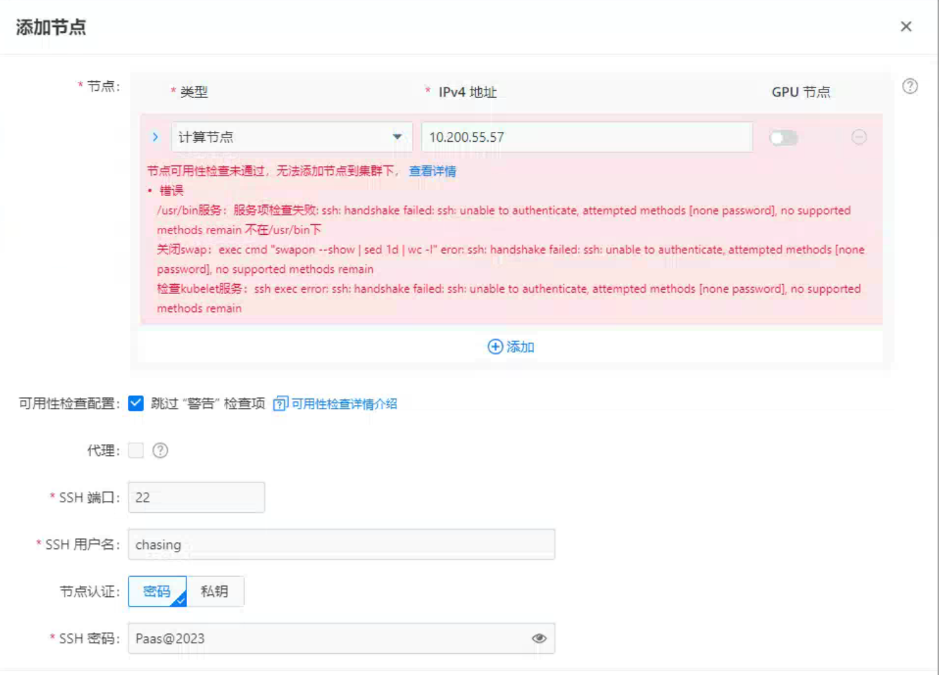 添加节点
* 节点:
* 类型
* IPv4 地址
GPU 节点
计算节点
10.200.55.57
节点可用性检查未通过，无法添加节点到集群下， 查看详情
• 错误
/usr/bin服务：服务项检查失败: ssh: handshake failed: ssh: unable to authenticate, attempted methods [none password], no supported
methods remain 不在/usr/bin下
关闭swap：exec cmd "swapon --show | sed 1d | wc -l" eron: ssh: handshake failed: ssh: unable to authenticate, attempted methods [none
password], no supported methods remain
检查kubelet服务：ssh exec error: ssh: handshake failed: ssh: unable to authenticate, attempted methods [none password], no supported
methods remain
添加
可用性检查配置: 跳过 "警告" 检查项 可用性检查详情介绍
代理:
* SSH 端口: 22
* SSH 用户名: chasing
节点认证: 密码 私钥
* SSH 密码: Paas@2023